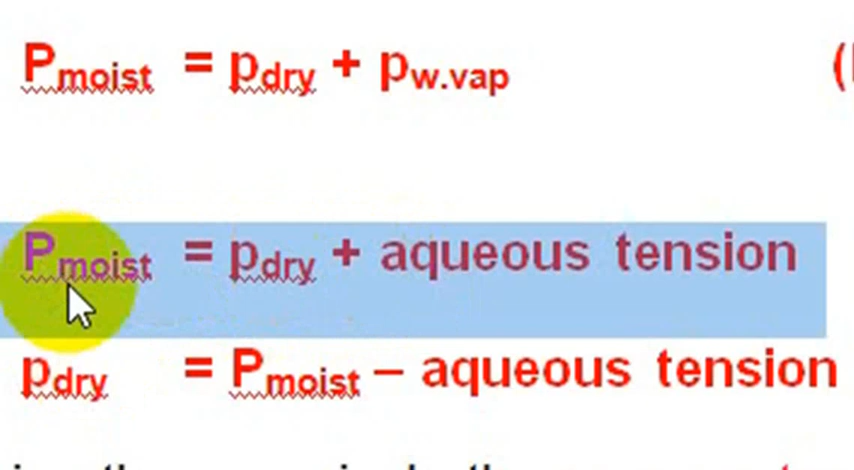 Pmoist = pdry + pw.vap
Pmoist = pdry + aqueous tension
pdry = Pmoist – aqueous tension